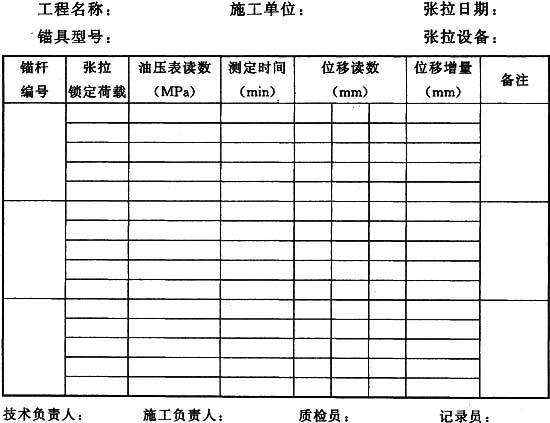 工程名称： 施工单位： 张拉日期：
锚具型号： 张拉设备：
锚杆 张拉 油压表读数 测定时间 位移读数 位移增量 备注
编号 锁定荷载 （MPa） （min） （mm） （mm）
技术负责人： 施工负责人： 质检员： 记录员：